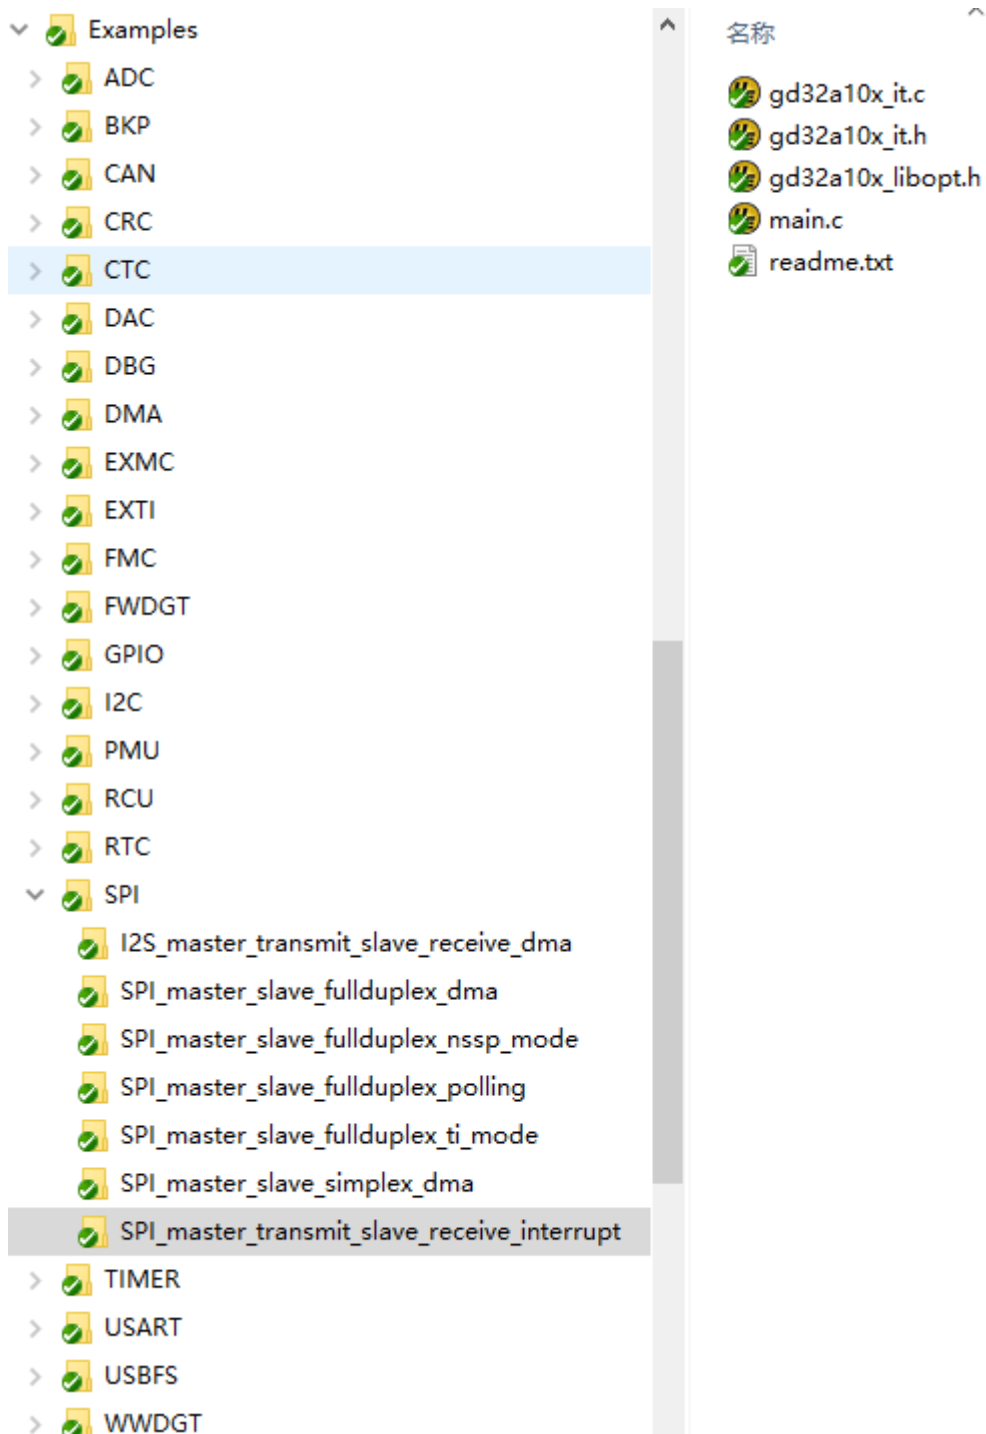 Examples
ADC
BKP
CAN
CRC
CTC
DAC
DBG
DMA
EXMC
EXTI
FMC
FWDGT
GPIO
I2C
PMU
RCU
RTC
SPI
I2S_master_transmit_slave_receive_dma
SPI_master_slave_fullduplex_dma
SPI_master_slave_fullduplex_nssp_mode
SPI_master_slave_fullduplex_polling
SPI_master_slave_fullduplex_ti_mode
SPI_master_slave_simplex_dma
SPI_master_transmit_slave_receive_interrupt
TIMER
USART
USBFS
WWDGT
名称
gd32a10x_it.c
gd32a10x_it.h
gd32a10x_libopt.h
main.c
readme.txt